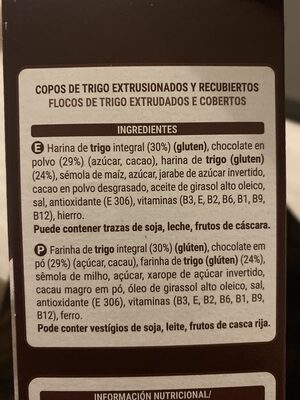 COPOS DE TRIGO EXTRUSIONADOS Y RECUBIERTOS
FLOCOS DE TRIGO EXTRUDADOS E COBERTOS
INGREDIENTES
E Harina de trigo integral (30%) (gluten), chocolate en
polvo (29%) (azúcar, cacao), harina de trigo (gluten)
(24%), sémola de maíz, azúcar, jarabe de azúcar invertido,
cacao en polvo desgrasado, aceite de girasol alto oleico,
sal, antioxidante (E 306), vitaminas (B3, E, B2, B6, B1, B9,
B12), hierro.
Puede contener trazas de soja, leche, frutos de cáscara.
P Farinha de trigo integral (30%) (glúten), chocolate em
pó (29%) (açúcar, cacau), farinha de trigo (glúten) (24%),
sêmola de milho, açúcar, xarope de açúcar invertido,
cacau magro em pó, óleo de girassol alto oleico, sal,
antioxidante (E 306), vitaminas (B3, E, B2, B6, B1, B9,
B12), ferro.
Pode conter vestígios de soja, leite, frutos de casca rija.
INFORMACIÓN NUTRICIONAL/